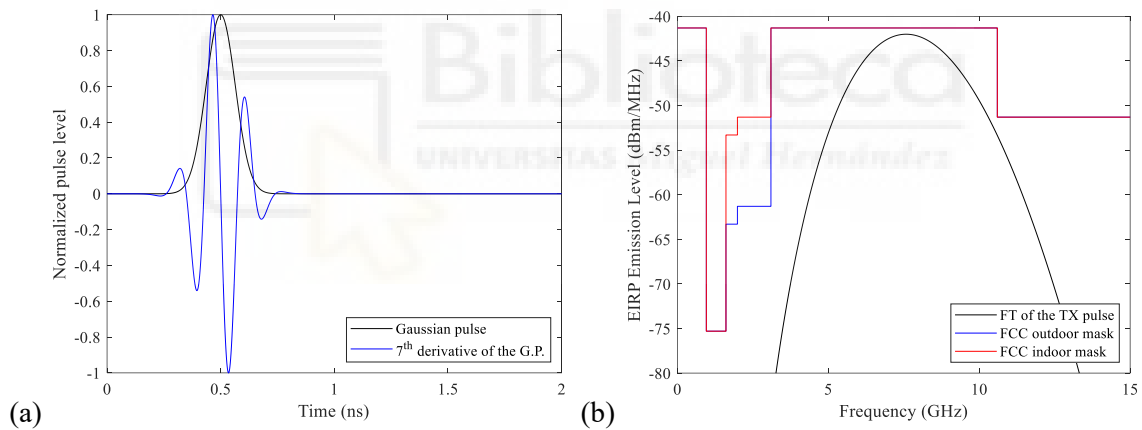 Biblioteca
UNIVERSITAS Miguel Hernández
(a)
Normalized pulse level
1
0.8
0.6
0.4
0.2
0
-0.2
-0.4
-0.6
-0.8
-1
0
0.5
1
1.5
2
Time (ns)
Gaussian pulse
7th derivative of the G.P.
(b)
EIRP Emission Level (dBm/MHz)
-40
-45
-50
-55
-60
-65
-70
-75
-80
0
5
10
15
Frequency (GHz)
FT of the TX pulse
FCC outdoor mask
FCC indoor mask